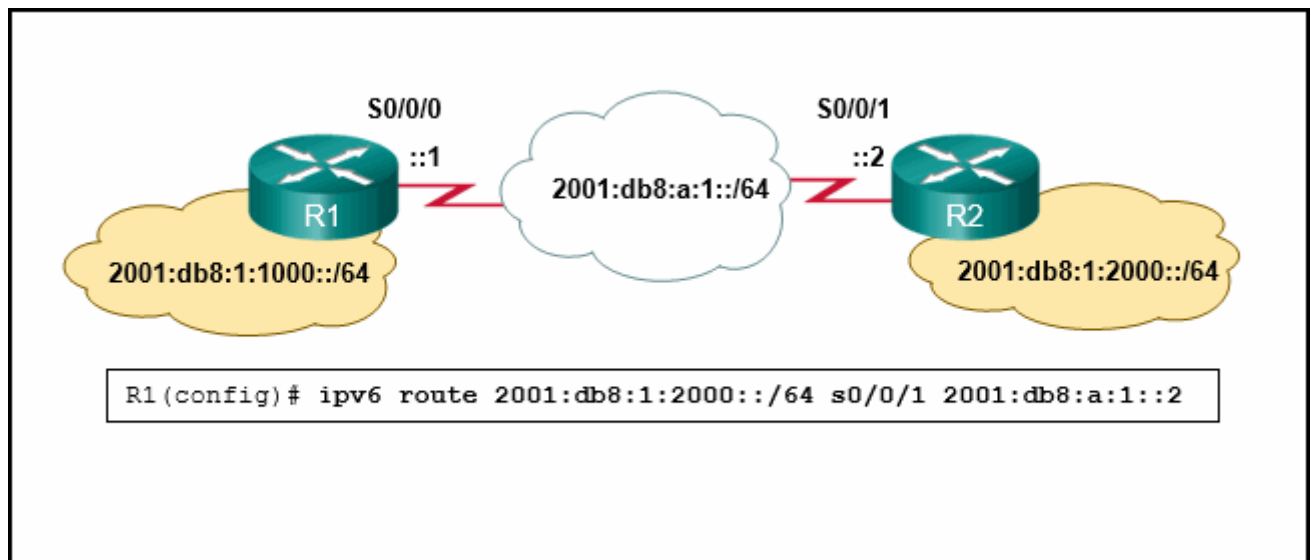 S0/0/0
::1
R1
2001:db8:1:1000::/64
2001:db8:a:1::/64
S0/0/1
::2
R2
2001:db8:1:2000::/64
R1(config)# ipv6 route 2001:db8:1:2000::/64 s0/0/1 2001:db8:a:1::2